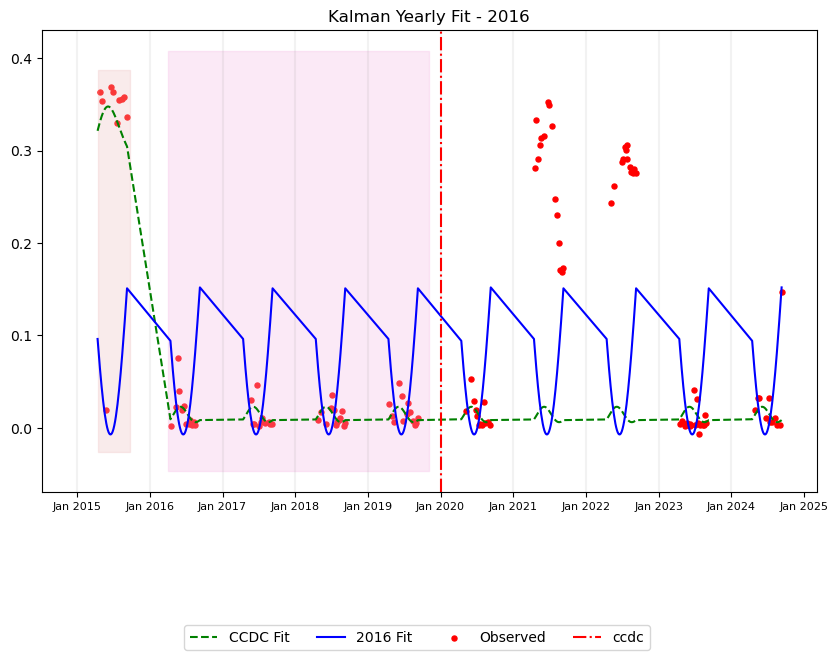 Kalman Yearly Fit - 2016
0.4
0.3
0.2
0.1
0.0
Jan 2015 Jan 2016 Jan 2017 Jan 2018 Jan 2019 Jan 2020 Jan 2021 Jan 2022 Jan 2023 Jan 2024 Jan 2025
CCDC Fit 2016 Fit Observed ccdc